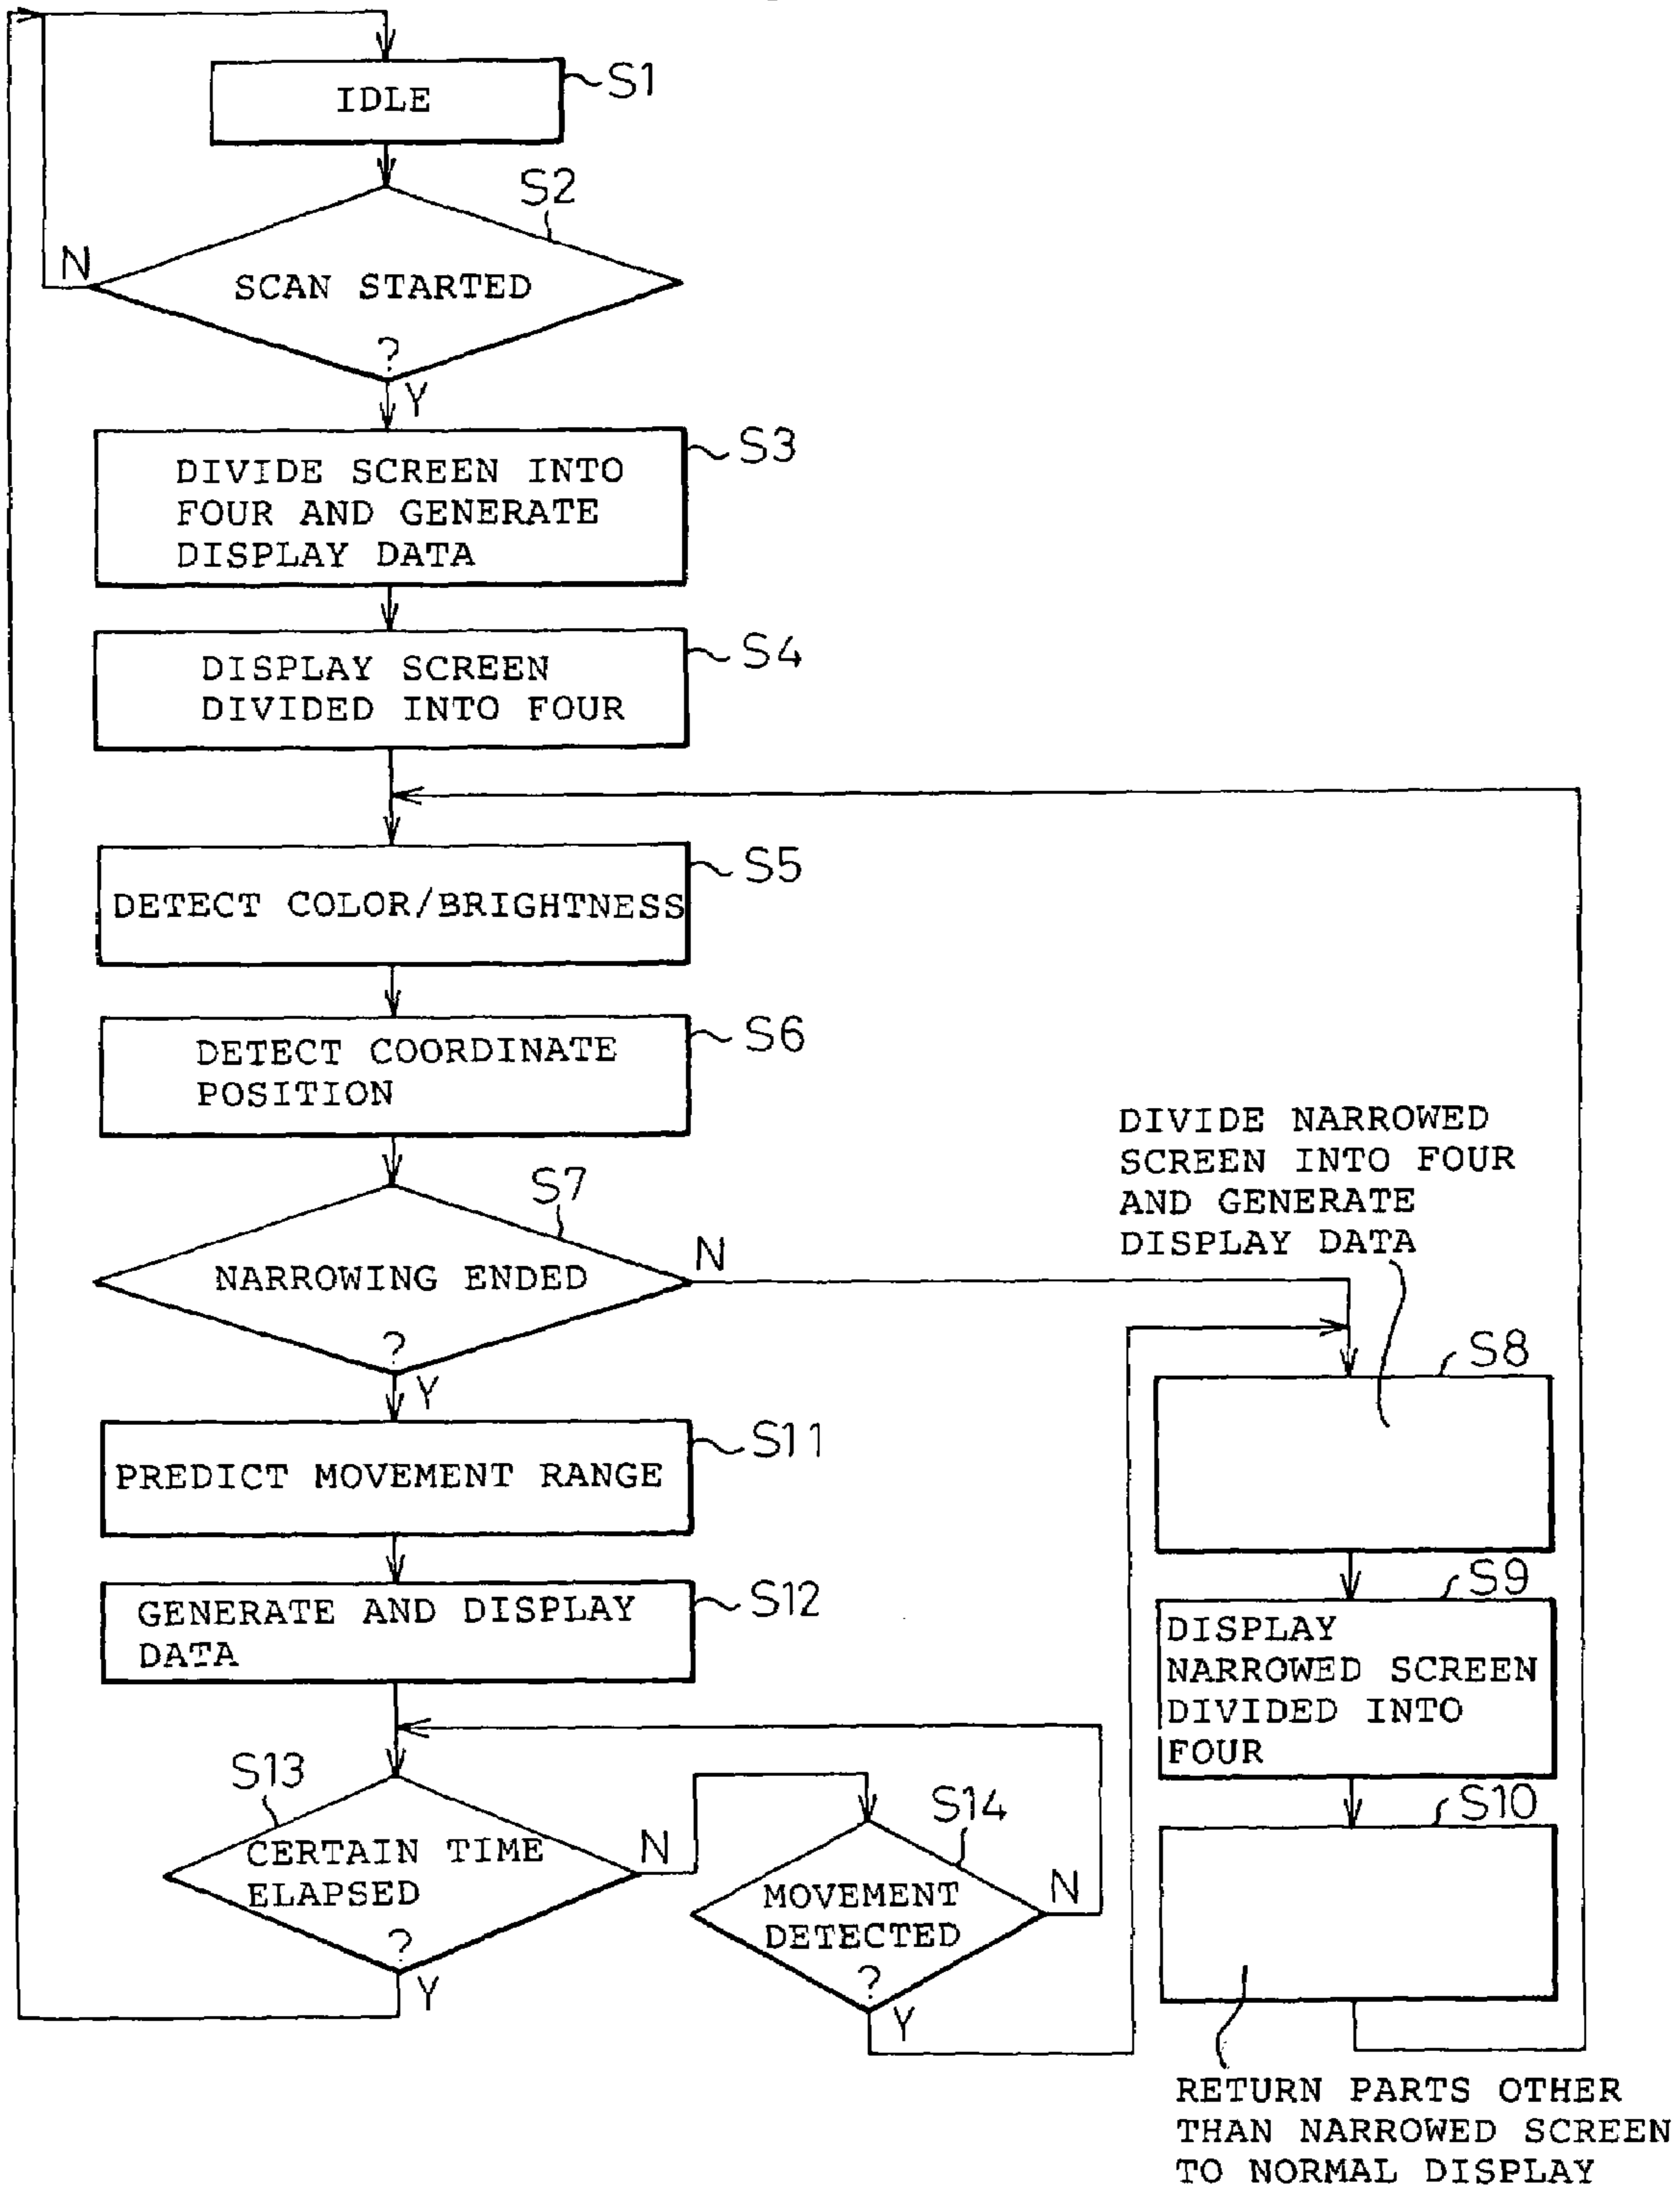 IDLE
S1
S2
N
SCAN STARTED
?
Y
S3
DIVIDE SCREEN INTO
FOUR AND GENERATE
DISPLAY DATA
S4
DISPLAY SCREEN
DIVIDED INTO FOUR
S5
DETECT COLOR/BRIGHTNESS
S6
DETECT COORDINATE
POSITION
S7
NARROWING ENDED
?
N
Y
DIVIDE NARROWED
SCREEN INTO FOUR
AND GENERATE
DISPLAY DATA
S8
S11
PREDICT MOVEMENT RANGE
S12
GENERATE AND DISPLAY
DATA
S9
DISPLAY
NARROWED SCREEN
DIVIDED INTO
FOUR
S13
CERTAIN TIME
ELAPSED
?
N
Y
S14
MOVEMENT
DETECTED
?
N
Y
S10
RETURN PARTS OTHER
THAN NARROWED SCREEN
TO NORMAL DISPLAY